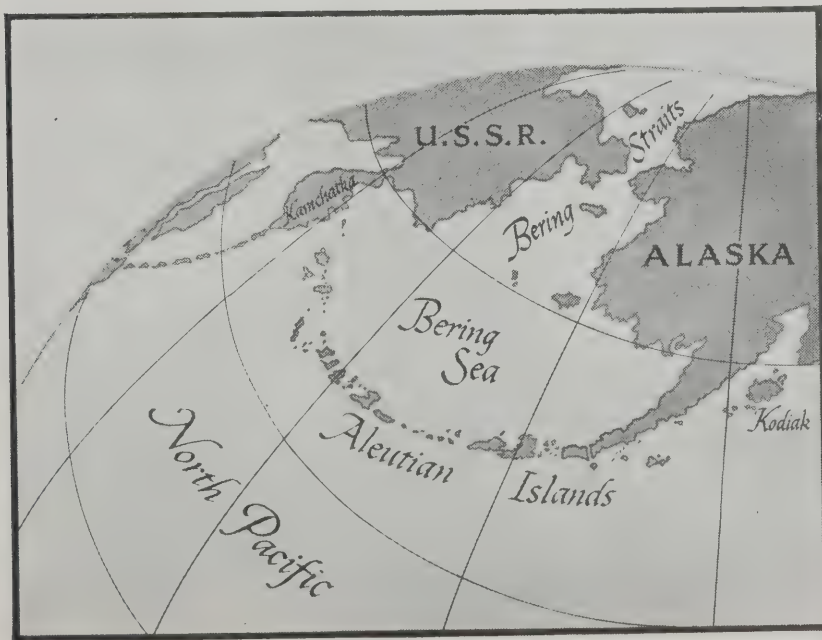 U.S.S.R.
Bering
Straits
Kamchatka
ALASKA
Bering
Sea
Aleutian
Islands
Kodiak
North
Pacific